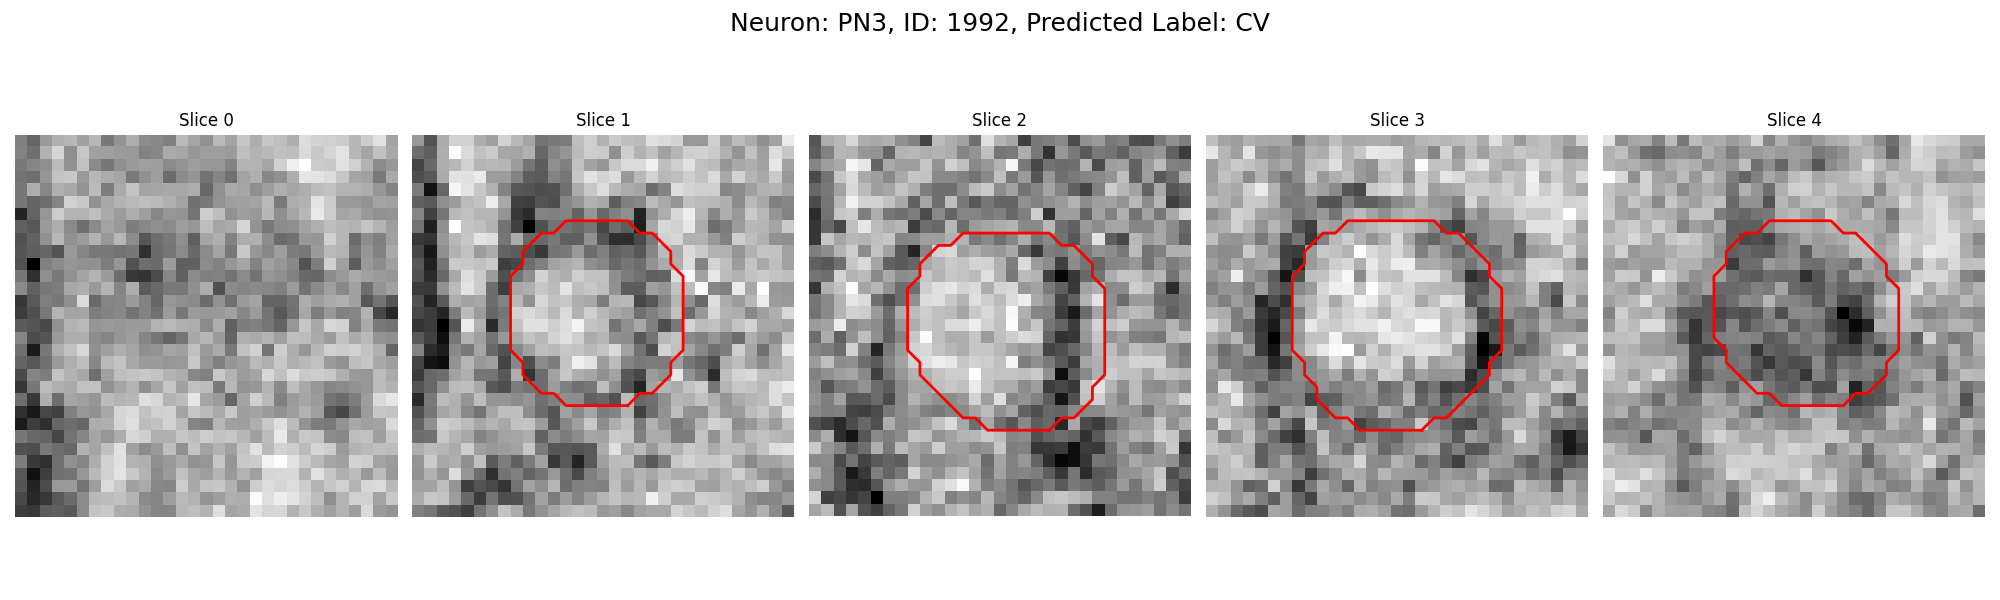 Neuron: PN3, ID: 1992, Predicted Label: CV
Slice 0
Slice 1
Slice 2
Slice 3
Slice 4